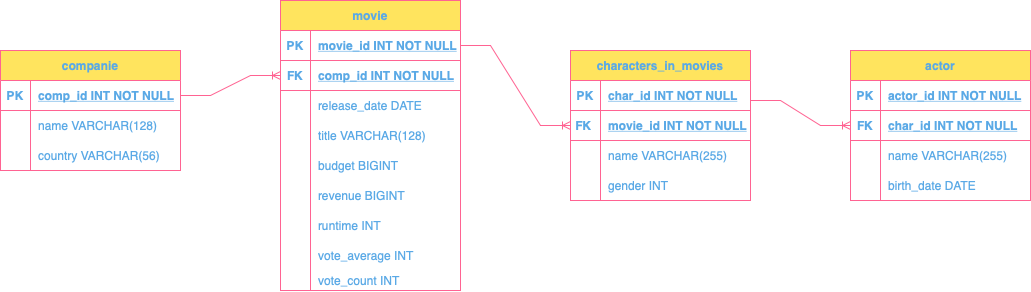 companie
PK comp_id INT NOT NULL
name VARCHAR(128)
country VARCHAR(56)
movie
PK movie_id INT NOT NULL
FK comp_id INT NOT NULL
release_date DATE
title VARCHAR(128)
budget BIGINT
revenue BIGINT
runtime INT
vote_average INT
vote_count INT
characters_in_movies
PK char_id INT NOT NULL
FK movie_id INT NOT NULL
name VARCHAR(255)
gender INT
actor
PK actor_id INT NOT NULL
FK char_id INT NOT NULL
name VARCHAR(255)
birth_date DATE